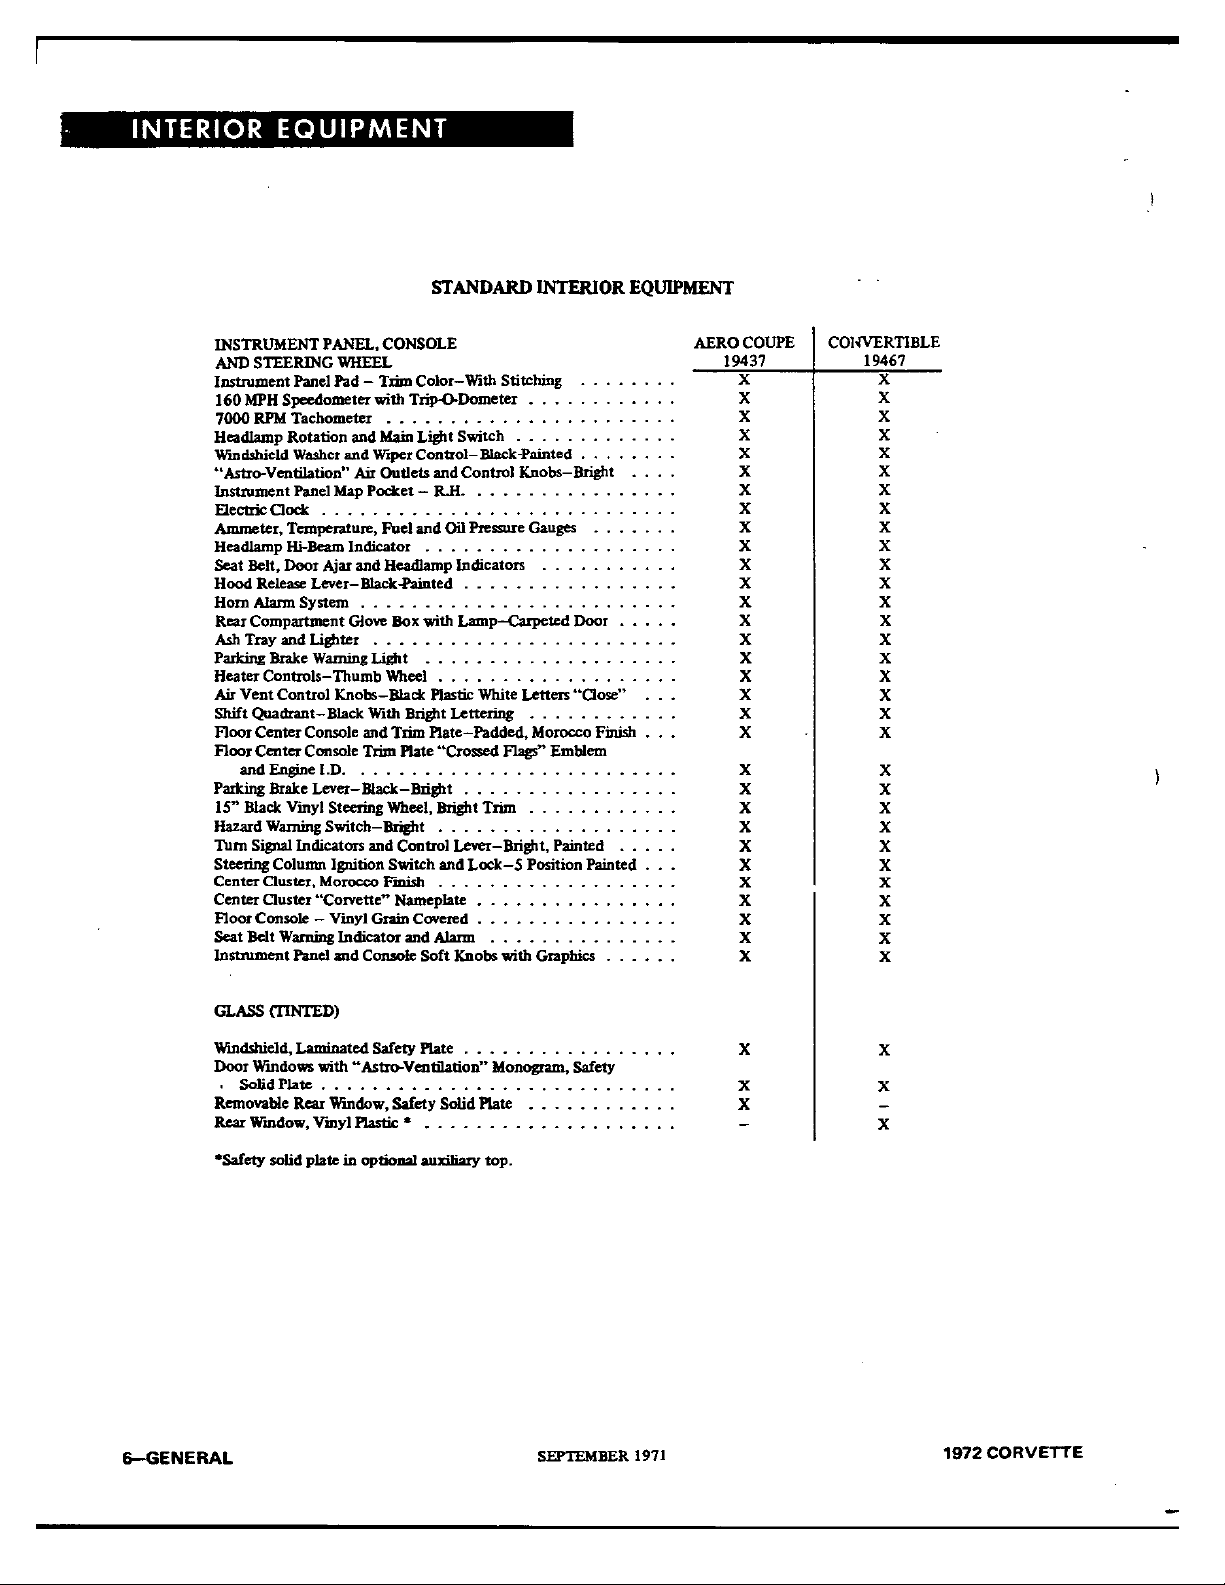 INTERIOR EQUIPMENT
STANDARD INTERIOR EQUIPMENT
INSTRUMENT PANEL, CONSOLE AERO COUPE CONVERTIBLE
AND STEERING WHEEL 19437 19467
Instrument Panel Pad – Trim Color–With Stitching . . . . . . . . X X
160 MPH Speedometer with Trip-O-Dometer . . . . . . . . . . . . X X
7000 RPM Tachometer . . . . . . . . . . . . . . . . . . . . . . . X X
Headlamp Rotation and Main Light Switch . . . . . . . . . . . . . X X
Windshield Washer and Wiper Control–Black-Painted . . . . . . . . X X
“Astro-Ventilation” Air Outlets and Control Knobs–Bright . . . . X X
Instrument Panel Map Pocket – R.H. . . . . . . . . . . . . . . . . X X
Electric Clock . . . . . . . . . . . . . . . . . . . . . . . . . . . . X X
Ammeter, Temperature, Fuel and Oil Pressure Gauges . . . . . . . X X
Headlamp Hi-Beam Indicator . . . . . . . . . . . . . . . . . . . . X X
Seat Belt, Door Ajar and Headlamp Indicators . . . . . . . . . . . X X
Hood Release Lever–Black-Painted . . . . . . . . . . . . . . . . . X X
Horn Alarm System . . . . . . . . . . . . . . . . . . . . . . . . . X X
Rear Compartment Glove Box with Lamp–Carpeted Door . . . . . X X
Ash Tray and Lighter . . . . . . . . . . . . . . . . . . . . . . . . X X
Parking Brake Warning Light . . . . . . . . . . . . . . . . . . . . X X
Heater Controls–Thumb Wheel . . . . . . . . . . . . . . . . . . . X X
Air Vent Control Knobs–Black Plastic White Letters “Close” . . . X X
Shift Quadrant–Black With Bright Lettering . . . . . . . . . . . . X X
Floor Center Console and Trim Plate–Padded, Morocco Finish . . . X X
Floor Center Console Trim Plate “Crossed Flags” Emblem
and Engine I.D. . . . . . . . . . . . . . . . . . . . . . . . . . X X
Parking Brake Lever–Black–Bright . . . . . . . . . . . . . . . . . X X
15” Black Vinyl Steering Wheel, Bright Trim . . . . . . . . . . . . X X
Hazard Warning Switch–Bright . . . . . . . . . . . . . . . . . . . X X
Turn Signal Indicators and Control Lever–Bright, Painted . . . . . X X
Steering Column Ignition Switch and Lock–5 Position Painted . . . X X
Center Cluster, Morocco Finish . . . . . . . . . . . . . . . . . . . X X
Center Cluster “Corvette” Nameplate . . . . . . . . . . . . . . . . X X
Floor Console – Vinyl Grain Covered . . . . . . . . . . . . . . . . X X
Seat Belt Warning Indicator and Alarm . . . . . . . . . . . . . . . X X
Instrument Panel and Console Soft Knobs with Graphics . . . . . . X X
GLASS (TINTED)
Windshield, Laminated Safety Plate . . . . . . . . . . . . . . . . . X X
Door Windows with “Astro-Ventilation” Monogram, Safety
Solid Plate . . . . . . . . . . . . . . . . . . . . . . . . . . . . X X
Removable Rear Window, Safety Solid Plate . . . . . . . . . . . . X –
Rear Window, Vinyl Plastic * . . . . . . . . . . . . . . . . . . . . – X
*Safety solid plate in optional auxiliary top.
6–GENERAL SEPTEMBER 1971 1972 CORVETTE